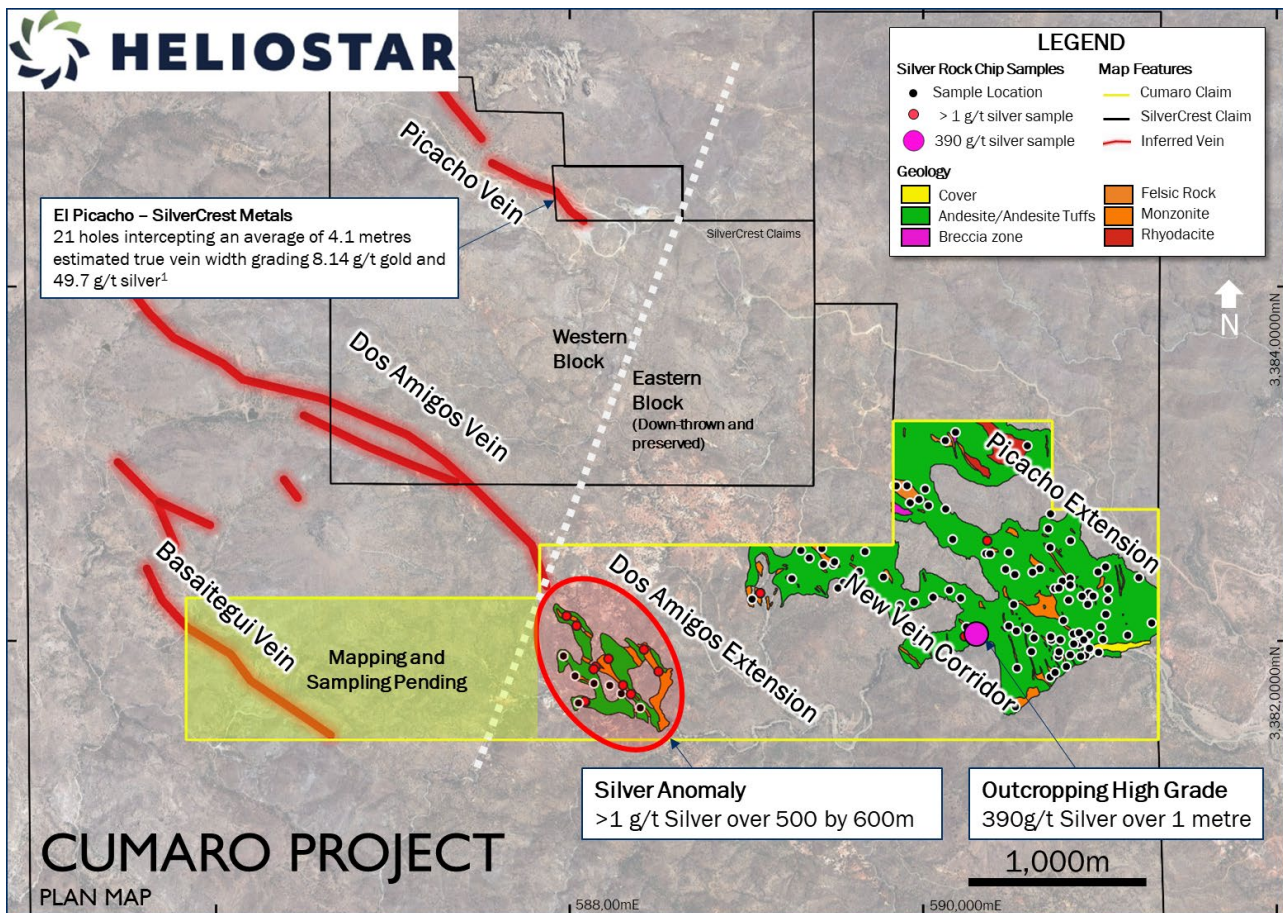 HELIOSTAR
LEGEND
Silver Rock Chip Samples
Sample Location
> 1 g/t silver sample
390 g/t silver sample
Map Features
Cumaro Claim
SilverCrest Claim
Inferred Vein
Geology
Cover
Andesite/Andesite Tuffs
Breccia zone
Felsic Rock
Monzonite
Rhyodacite
Picacho Vein
El Picacho – SilverCrest Metals
21 holes intercepting an average of 4.1 metres
estimated true vein width grading 8.14 g/t gold and
49.7 g/t silver¹
SilverCrest Claims
N
3,384,0000mN
Western
Block
Eastern
Block
(Down-thrown and
preserved)
Dos Amigos Vein
Picacho Extension
Basaitegui Vein
Dos Amigos Extension
New Vein Corridor
Mapping and
Sampling Pending
3,382,0000mN
Silver Anomaly
>1 g/t Silver over 500 by 600m
Outcropping High Grade
390g/t Silver over 1 metre
CUMARO PROJECT
PLAN MAP
1,000m
588,00mE
590,000mE